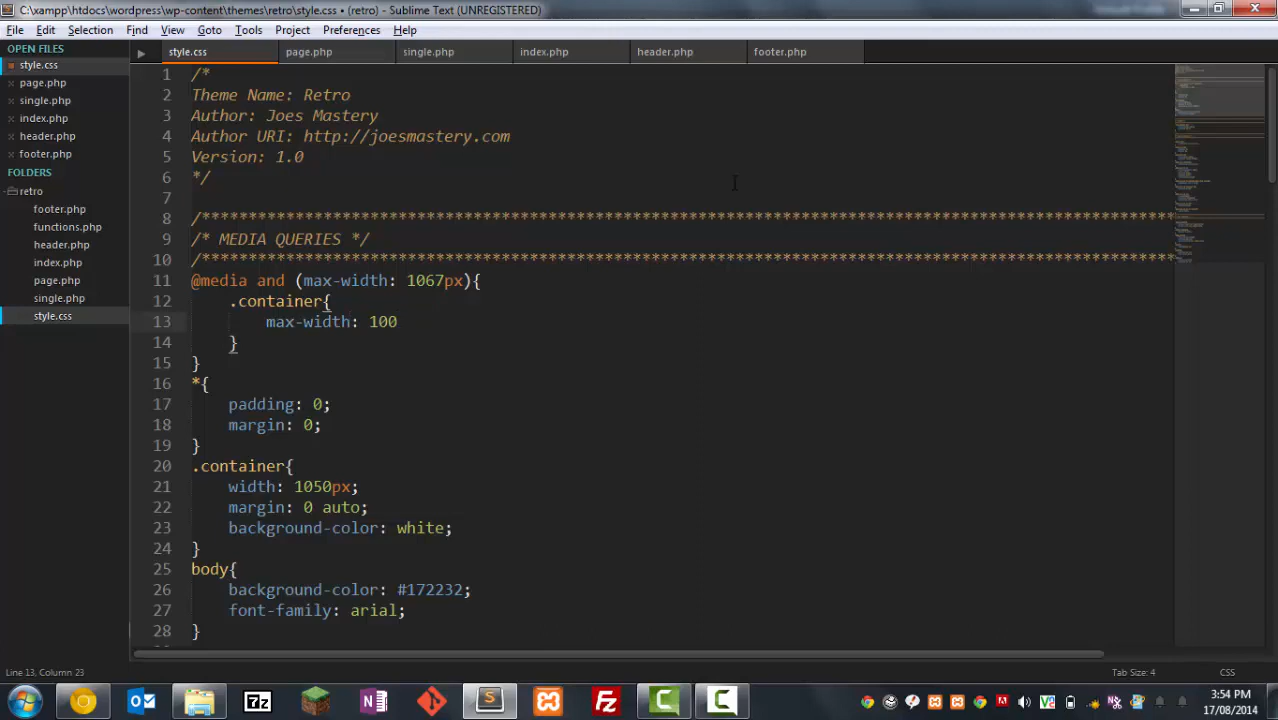 C:\xampp\htdocs\wordpress\wp-content\themes\retro\style.css • (retro) - Sublime Text (UNREGISTERED)
File Edit Selection Find View Goto Tools Project Preferences Help
OPEN FILES
style.css
page.php
single.php
index.php
header.php
footer.php
FOLDERS
retro
footer.php
functions.php
header.php
index.php
page.php
single.php
style.css
style.css page.php single.php index.php header.php footer.php
1 /*
2 Theme Name: Retro
3 Author: Joes Mastery
4 Author URI: http://joesmastery.com
5 Version: 1.0
6 */
7
8 /*********************************************************************************************************
9 /* MEDIA QUERIES */
10 /*********************************************************************************************************
11 @media and (max-width: 1067px){
12 .container{
13 max-width: 100
14 }
15 }
16 *{
17 padding: 0;
18 margin: 0;
19 }
20 .container{
21 width: 1050px;
22 margin: 0 auto;
23 background-color: white;
24 }
25 body{
26 background-color: #172232;
27 font-family: arial;
28 }
Line 13, Column 23
Tab Size: 4 CSS
3:54 PM
17/08/2014